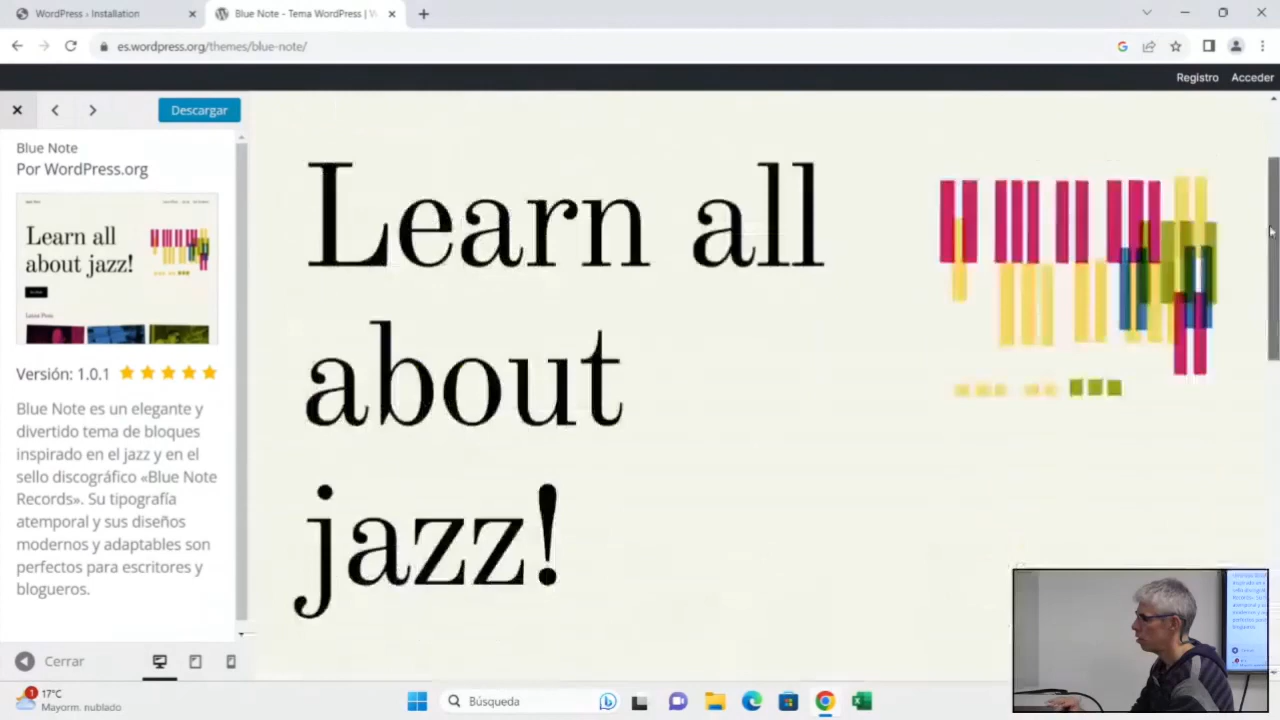 WordPress › Installation
Blue Note - Tema WordPress | W
es.wordpress.org/themes/blue-note/
Registro Acceder
Descargar
Blue Note
Por WordPress.org
Learn all
about jazz!
Versión: 1.0.1
Blue Note es un elegante y
divertido tema de bloques
inspirado en el jazz y en el
sello discográfico «Blue Note
Records». Su tipografía
atemporal y sus diseños
modernos y adaptables son
perfectos para escritores y
blogueros.
Cerrar
Learn all
about
jazz!
1
17°C
Mayorm. nublado
Búsqueda